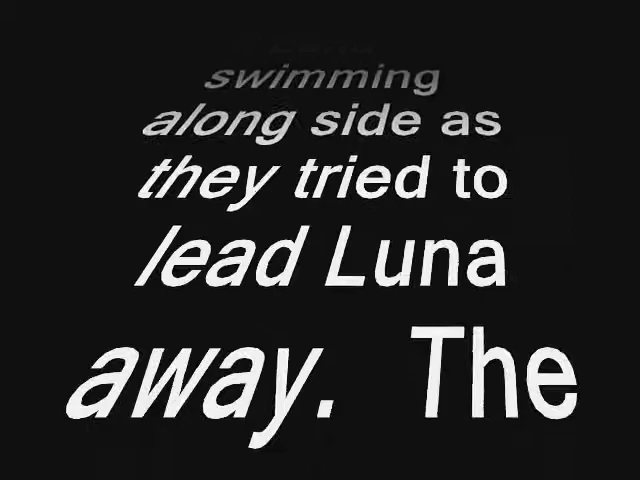 swimming
along side as
they tried to
lead Luna
away. The